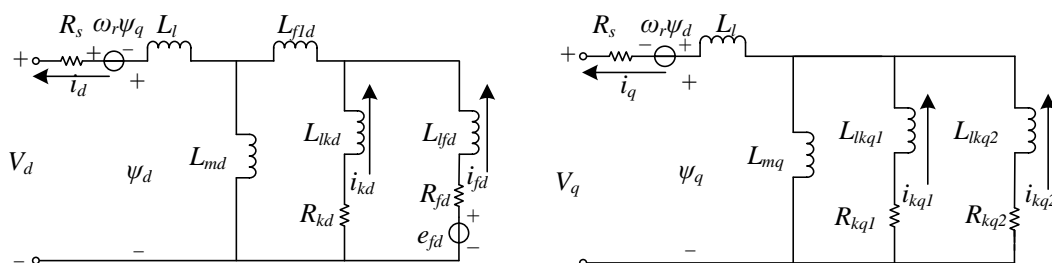 R_s ω_rψ_q L_l L_f1d
+ + − +
i_d
L_md L_lkd L_lfd
V_d ψ_d i_kd i_fd
R_kd R_fd
e_fd + −
− −
R_s ω_rψ_d L_l
+ − + +
i_q
L_mq L_lkq1 L_lkq2
V_q ψ_q
i_kq1 i_kq2
R_kq1 R_kq2
− −